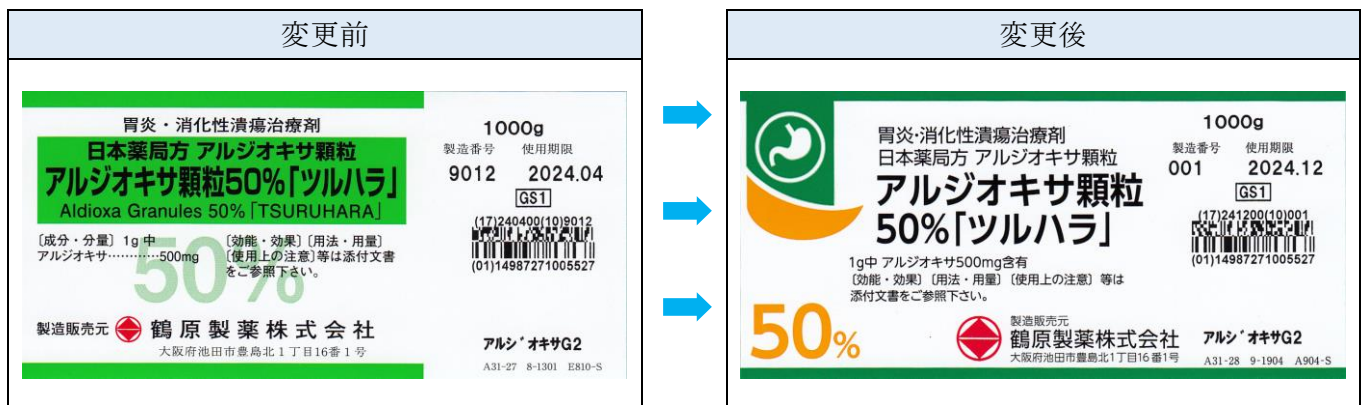 変更前
胃炎・消化性潰瘍治療剤
日本薬局方 アルジオキサ顆粒
アルジオキサ顆粒50%「ツルハラ」
Aldioxa Granules 50%「TSURUHARA」
〔成分・分量〕1g 中
アルジオキサ…………500mg
〔効能・効果〕〔用法・用量〕
〔使用上の注意〕等は添付文書
をご参照下さい。
50%
製造販売元 鶴原製薬株式会社
大阪府池田市豊島北1丁目16番1号
1000g
製造番号 使用期限
9012 2024.04
GS1
(17)240400(10)9012
(01)14987271005527
アルジオキサG2
A31-27 8-1301 E810-S
変更後
胃炎・消化性潰瘍治療剤
日本薬局方 アルジオキサ顆粒
アルジオキサ顆粒
50%「ツルハラ」
1g中 アルジオキサ500mg含有
〔効能・効果〕〔用法・用量〕〔使用上の注意〕等は
添付文書をご参照下さい。
50%
製造販売元
鶴原製薬株式会社
大阪府池田市豊島北1丁目16番1号
1000g
製造番号 使用期限
001 2024.12
GS1
(17)241200(10)001
(01)14987271005527
アルジオキサG2
A31-28 9-1904 A904-S